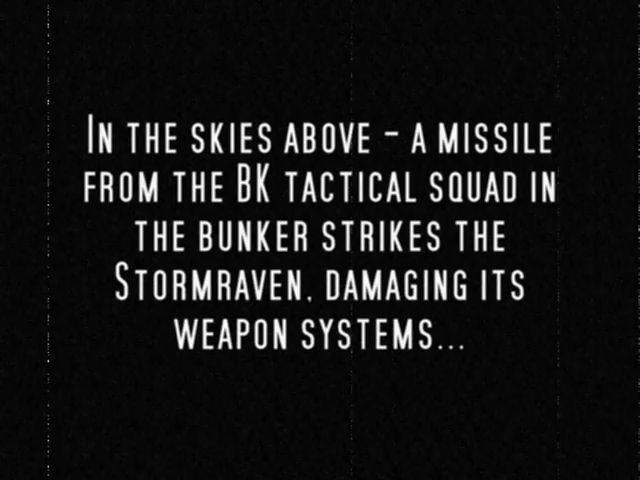 In the skies above - a missile
from the BK tactical squad in
the bunker strikes the
Stormraven, damaging its
weapon systems...